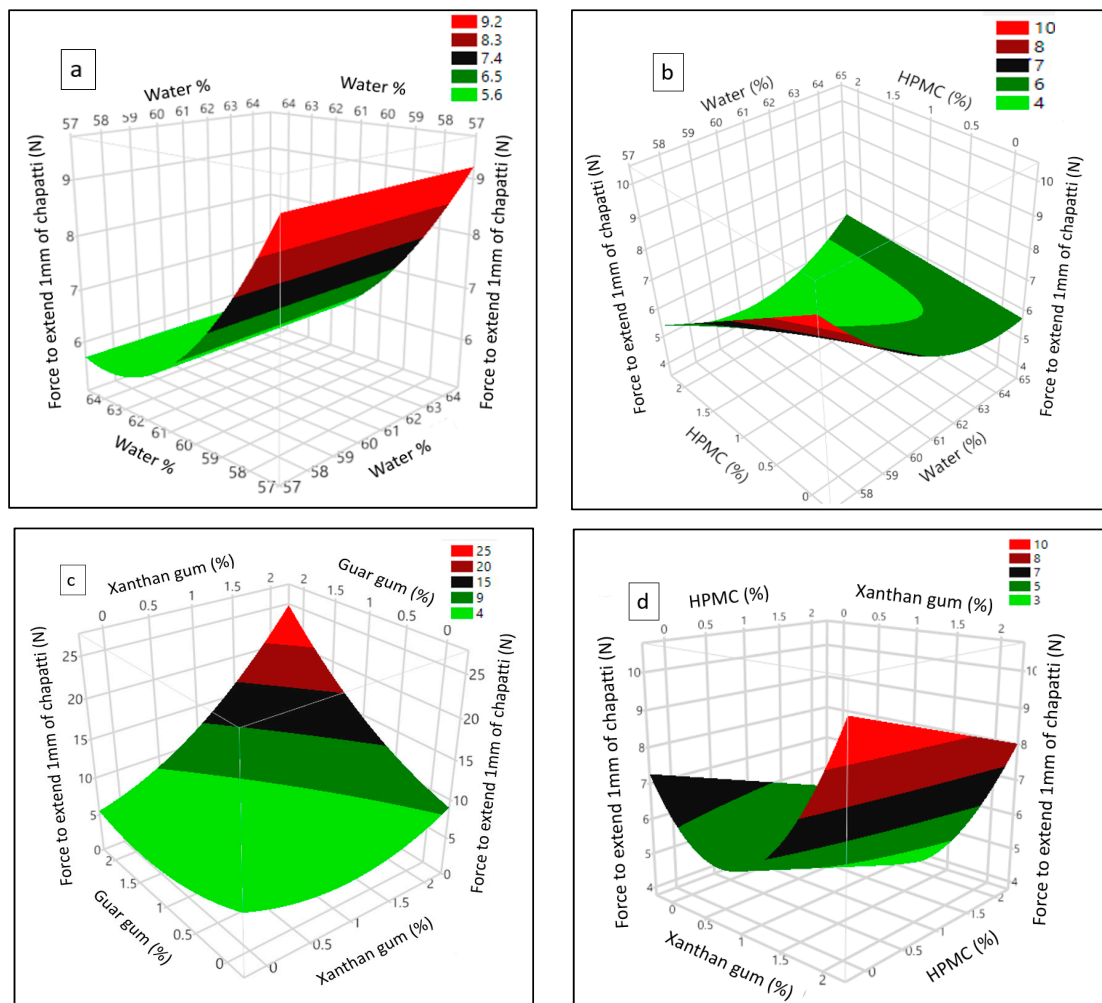 a
9.2
8.3
7.4
6.5
5.6
Water %
Water %
57 58 59 60 61 62 63 64
64 63 62 61 60 59 58 57
Force to extend 1mm of chapatti (N)
9
8
7
6
9
8
7
6
Force to extend 1mm of chapatti (N)
64 63 62 61 60 59 58 57
57 58 59 60 61 62 63 64
Water %
Water %
b
10
8
7
6
4
Water (%)
HPMC (%)
57 58 59 60 61 62 63 64 65
2 1.5 1 0.5 0
Force to extend 1mm of chapatti (N)
10
9
8
7
6
5
4
10
9
8
7
6
5
4
Force to extend 1mm of chapatti (N)
2 1.5 1 0.5 0
58 59 60 61 62 63 64 65
HPMC (%)
Water (%)
c
25
20
15
9
4
Xanthan gum (%)
Guar gum (%)
0 0.5 1 1.5 2
2 1.5 1 0.5 0
Force to extend 1mm of chapatti (N)
25
20
15
10
5
0
25
20
15
10
5
0
Force to extend 1mm of chapatti (N)
2 1.5 1 0.5 0
0 0.5 1 1.5 2
Guar gum (%)
Xanthan gum (%)
d
10
8
7
5
3
HPMC (%)
Xanthan gum (%)
0 0.5 1 1.5 2
0 0.5 1 1.5 2
Force to extend 1mm of chapatti (N)
10
9
8
7
6
5
4
10
9
8
7
6
5
4
Force to extend 1mm of chapatti (N)
0 0.5 1 1.5 2
0 0.5 1 1.5 2
Xanthan gum (%)
HPMC (%)